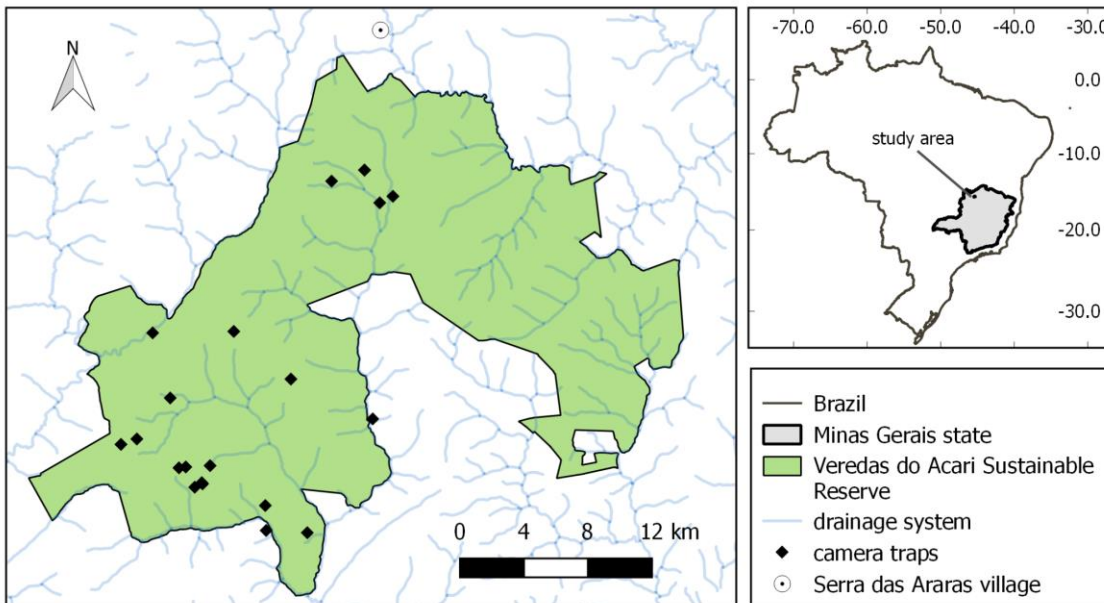 N
-70.0 -60.0 -50.0 -40.0 -30.0
0.0
study area
-10.0
-20.0
-30.0
0 4 8 12 km
Brazil
Minas Gerais state
Veredas do Acari Sustainable
Reserve
drainage system
camera traps
Serra das Araras village